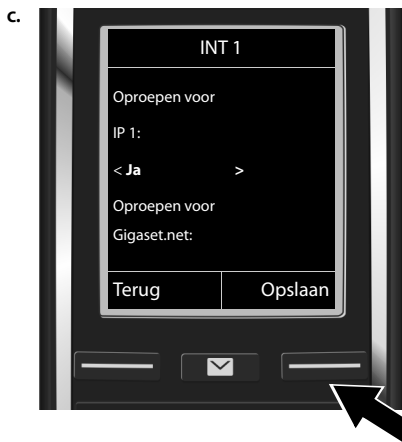 c.
INT 1
Oproepen voor
IP 1:
< Ja >
Oproepen voor
Gigaset.net:
Terug Opslaan